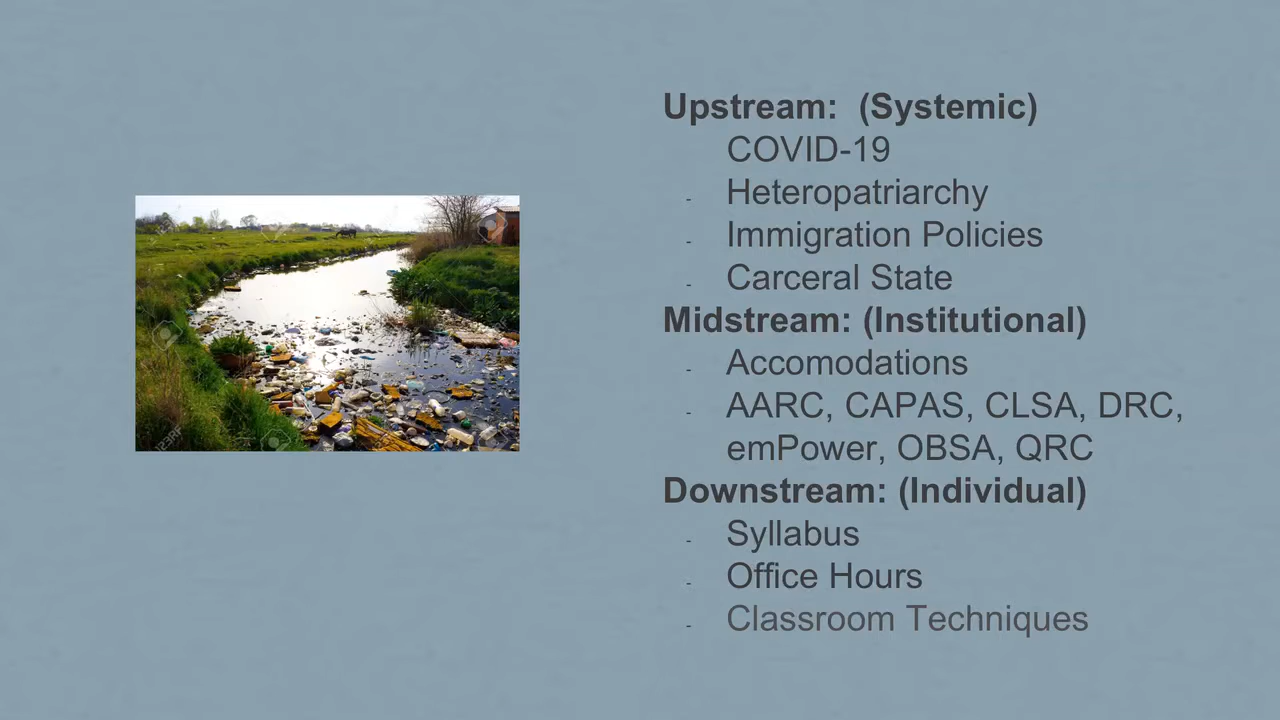 Upstream: (Systemic)
COVID-19
- Heteropatriarchy
- Immigration Policies
- Carceral State
Midstream: (Institutional)
- Accomodations
- AARC, CAPAS, CLSA, DRC,
emPower, OBSA, QRC
Downstream: (Individual)
- Syllabus
- Office Hours
- Classroom Techniques
123RF